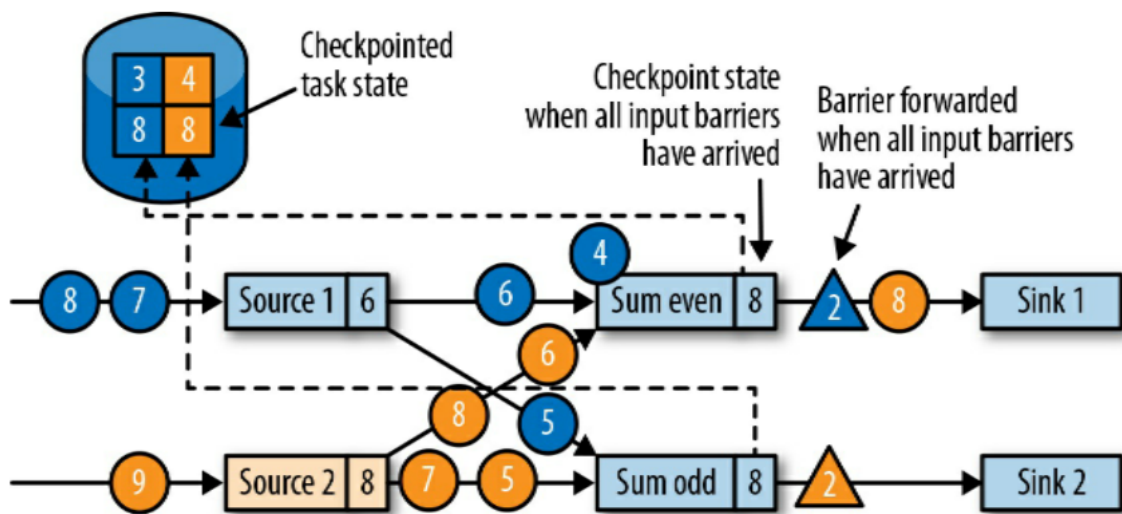 Checkpointed
task state
3 4
8 8
Checkpoint state
when all input barriers
have arrived
Barrier forwarded
when all input barriers
have arrived
4
8 7 Source 1 6 6 Sum even 8 2 8 Sink 1
6
8
5
9 Source 2 8 7 5 Sum odd 8 2 Sink 2